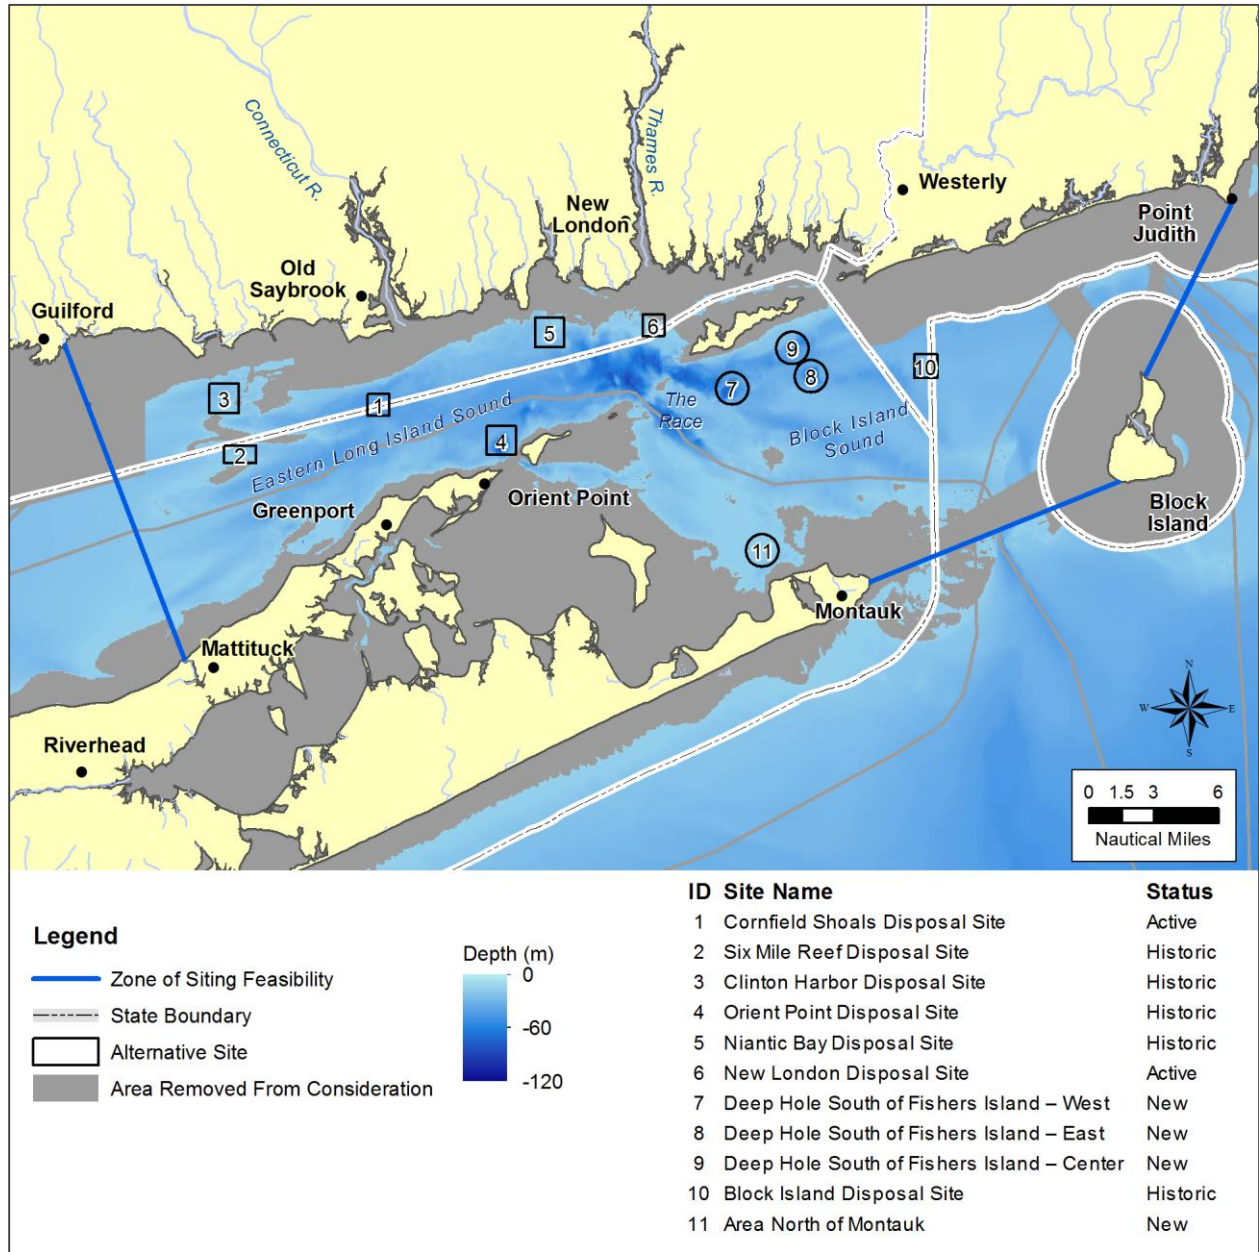 Connecticut R.
Thames R.
New
London
Westerly
Point
Judith
Old
Saybrook
Guilford
5
6
9
10
3
1
7
8
The
Race
Block Island
Sound
2
Eastern Long Island Sound
4
Orient Point
Greenport
Block
Island
11
Montauk
Mattituck
Riverhead
N
W
E
S
0 1.5 3 6
Nautical Miles
Legend
Zone of Siting Feasibility
State Boundary
Alternative Site
Area Removed From Consideration
Depth (m)
0
-60
-120
ID Site Name Status
1 Cornfield Shoals Disposal Site Active
2 Six Mile Reef Disposal Site Historic
3 Clinton Harbor Disposal Site Historic
4 Orient Point Disposal Site Historic
5 Niantic Bay Disposal Site Historic
6 New London Disposal Site Active
7 Deep Hole South of Fishers Island – West New
8 Deep Hole South of Fishers Island – East New
9 Deep Hole South of Fishers Island – Center New
10 Block Island Disposal Site Historic
11 Area North of Montauk New